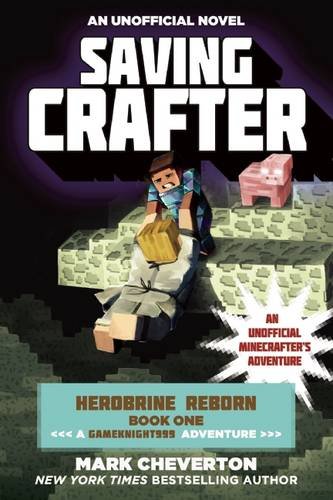 AN UNOFFICIAL NOVEL
SAVING
CRAFTER
AN
UNOFFICIAL
MINECRAFTER'S
ADVENTURE
HEROBRINE REBORN
BOOK ONE
<<< A GAMEKNIGHT999 ADVENTURE >>>
MARK CHEVERTON
NEW YORK TIMES BESTSELLING AUTHOR